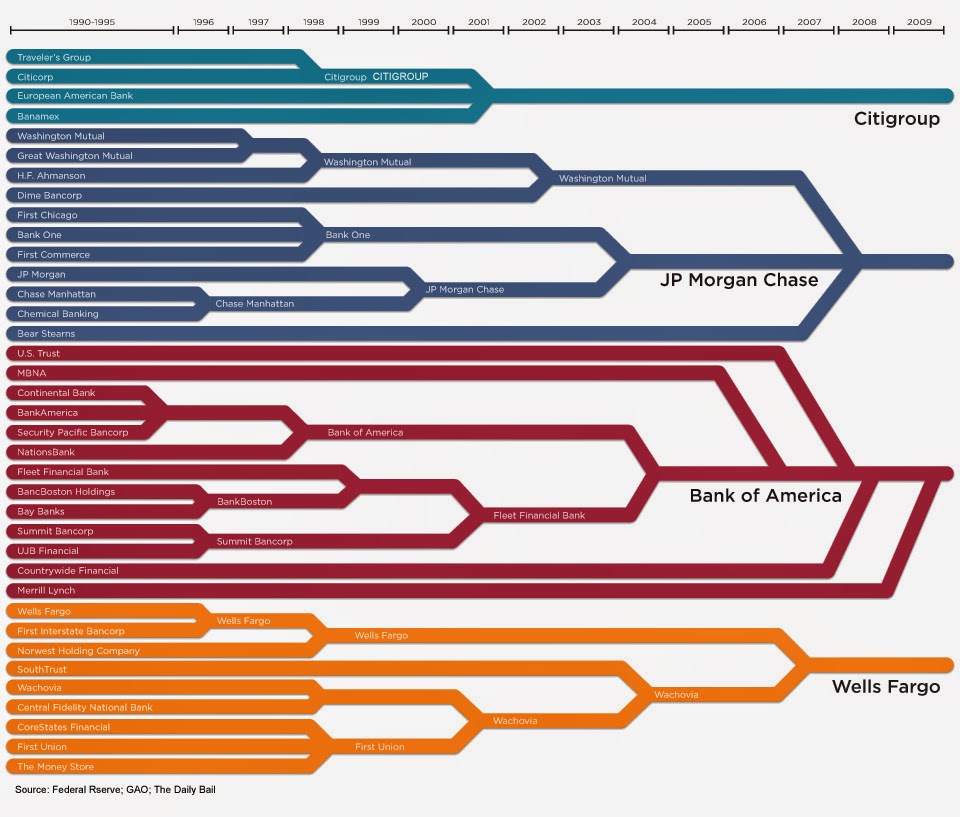 1990-1995 1996 1997 1998 1999 2000 2001 2002 2003 2004 2005 2006 2007 2008 2009
Traveler's Group
Citicorp
Citigroup CITIGROUP
European American Bank
Banamex
Citigroup
Washington Mutual
Great Washington Mutual
Washington Mutual
H.F. Ahmanson
Washington Mutual
Dime Bancorp
First Chicago
Bank One
Bank One
First Commerce
JP Morgan
JP Morgan Chase
Chase Manhattan
JP Morgan Chase
Chase Manhattan
Chemical Banking
Bear Stearns
U.S. Trust
MBNA
Continental Bank
BankAmerica
Security Pacific Bancorp
Bank of America
NationsBank
Fleet Financial Bank
BancBoston Holdings
Bank of America
BankBoston
Bay Banks
Fleet Financial Bank
Summit Bancorp
Summit Bancorp
UJB Financial
Countrywide Financial
Merrill Lynch
Wells Fargo
Wells Fargo
First Interstate Bancorp
Wells Fargo
Norwest Holding Company
SouthTrust
Wachovia
Wells Fargo
Wachovia
Central Fidelity National Bank
Wachovia
CoreStates Financial
First Union
First Union
The Money Store
Source: Federal Rserve; GAO; The Daily Bail